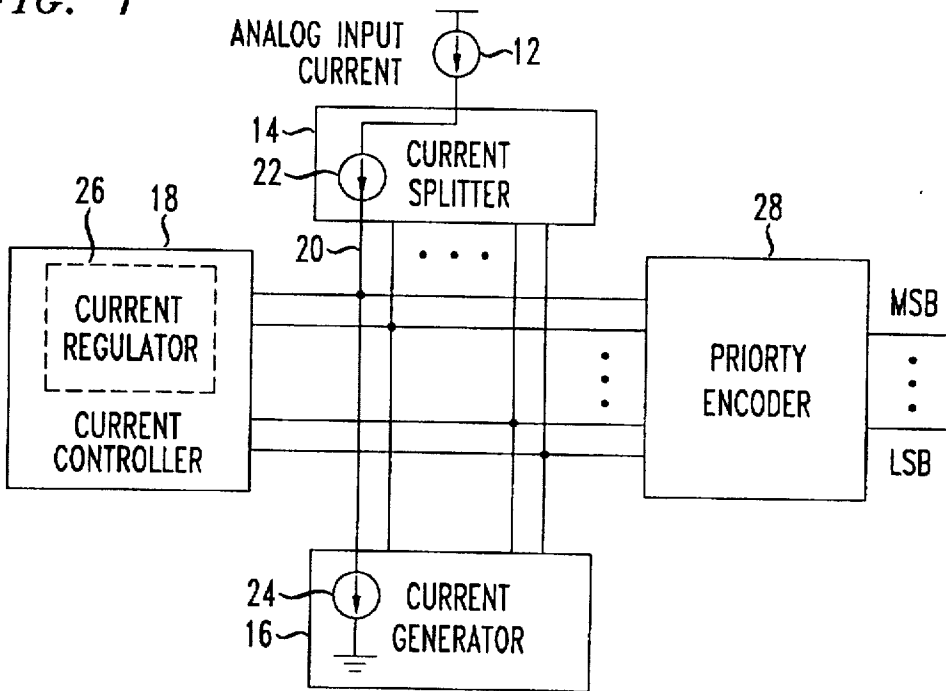 FIG. 1
ANALOG INPUT
CURRENT
12
14
22
CURRENT
SPLITTER
26
18
20
28
CURRENT
REGULATOR
CURRENT
CONTROLLER
PRIORTY
ENCODER
MSB
LSB
24
16
CURRENT
GENERATOR